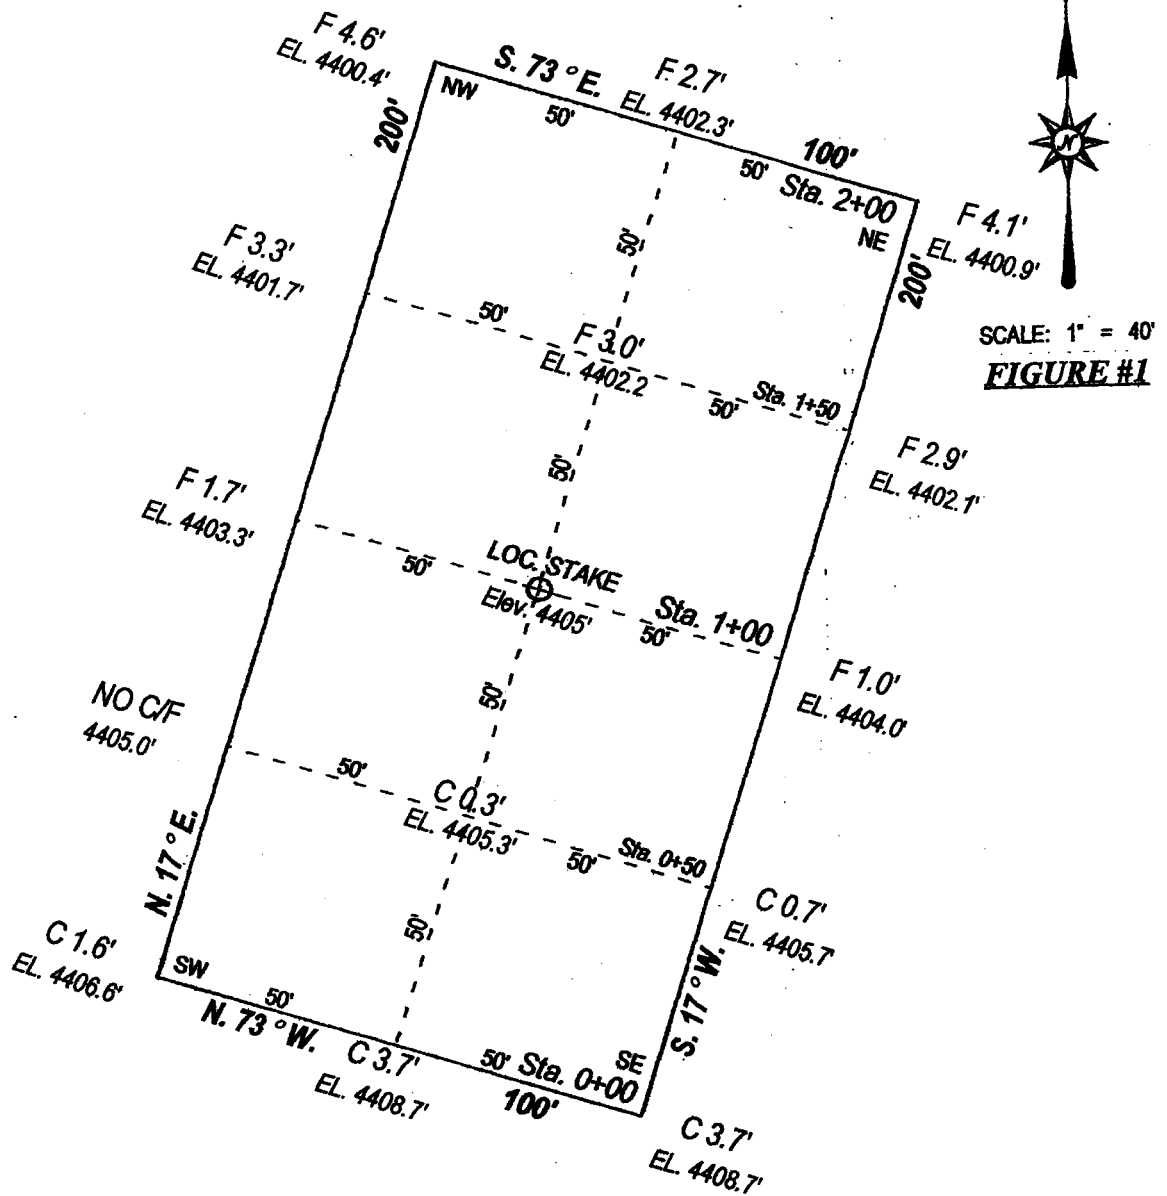 F 4.6'
EL. 4400.4'
S. 73° E.
F 2.7'
EL. 4402.3'
NW
50'
200'
50'
100'
Sta. 2+00
NE
F 4.1'
EL. 4400.9'
200'
N
SCALE: 1" = 40'
FIGURE #1
50'
F 3.3'
EL. 4401.7'
50'
F 3.0'
EL. 4402.2
50'
Sta. 1+50
F 2.9'
EL. 4402.1'
50'
F 1.7'
EL. 4403.3'
50'
LOC. STAKE
Elev. 4405'
Sta. 1+00
50'
F 1.0'
EL. 4404.0'
50'
NO C/F
4405.0'
50'
C 0.3'
EL. 4405.3'
50'
Sta. 0+50
C 0.7'
EL. 4405.7'
N. 17° E.
50'
C 1.6'
EL. 4406.6'
SW
50'
N. 73° W.
C 3.7'
EL. 4408.7'
50'
Sta. 0+00
100'
SE
S. 17° W.
C 3.7'
EL. 4408.7'